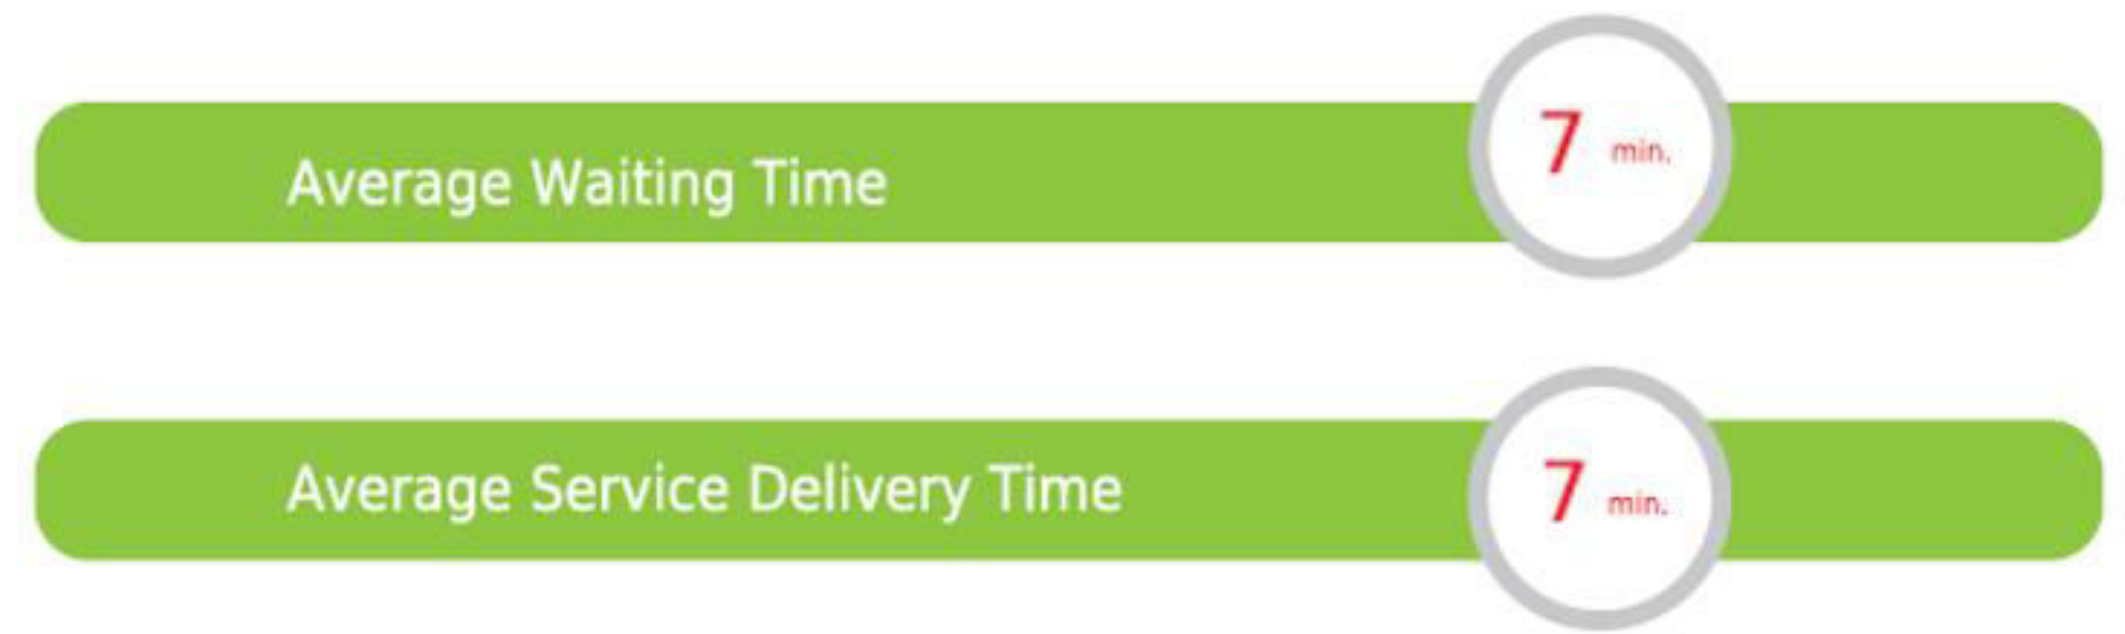 Average Waiting Time 7 min.
Average Service Delivery Time 7 min.